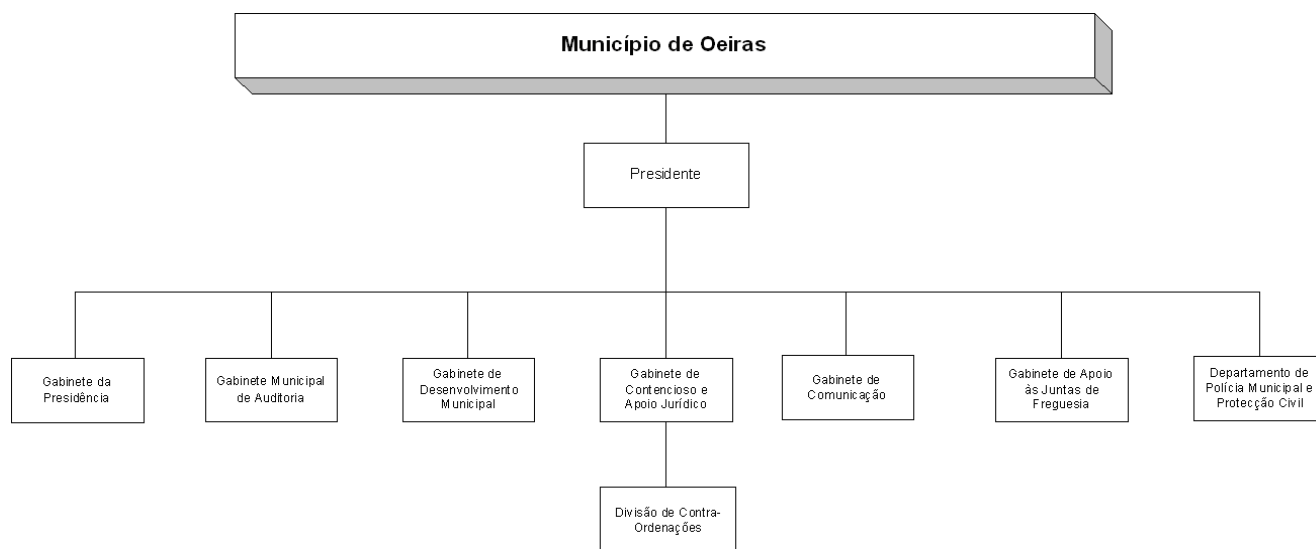 Município de Oeiras
Presidente
Gabinete da
Presidência
Gabinete Municipal
de Auditoria
Gabinete de
Desenvolvimento
Municipal
Gabinete de
Contencioso e
Apoio Jurídico
Gabinete de
Comunicação
Gabinete de Apoio
às Juntas de
Freguesia
Departamento de
Polícia Municipal e
Protecção Civil
Divisão de Contra-
Ordenações